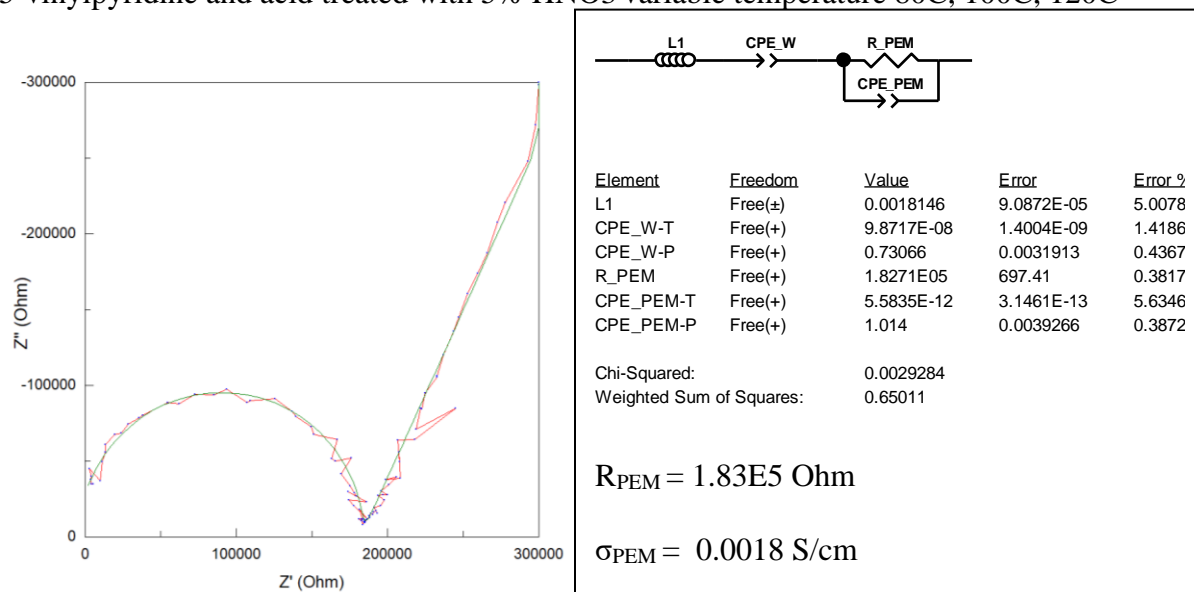 3-vinylpyridine and acid treated with 5% HNO3 variable temperature 80C, 100C, 120C
L1 CPE_W R_PEM
CPE_PEM
Element Freedom Value Error Error %
L1 Free(±) 0.0018146 9.0872E-05 5.0078
CPE_W-T Free(+) 9.8717E-08 1.4004E-09 1.4186
CPE_W-P Free(+) 0.73066 0.0031913 0.4367
R_PEM Free(+) 1.8271E05 697.41 0.3817
CPE_PEM-T Free(+) 5.5835E-12 3.1461E-13 5.6346
CPE_PEM-P Free(+) 1.014 0.0039266 0.3872
Chi-Squared: 0.0029284
Weighted Sum of Squares: 0.65011
RPEM = 1.83E5 Ohm
σPEM = 0.0018 S/cm
-300000
-200000
-100000
0
Z'' (Ohm)
0 100000 200000 300000
Z' (Ohm)